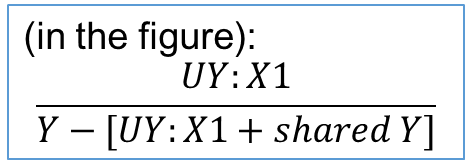 (in the figure):
UY:X1
Y − [UY:X1 + shared Y]